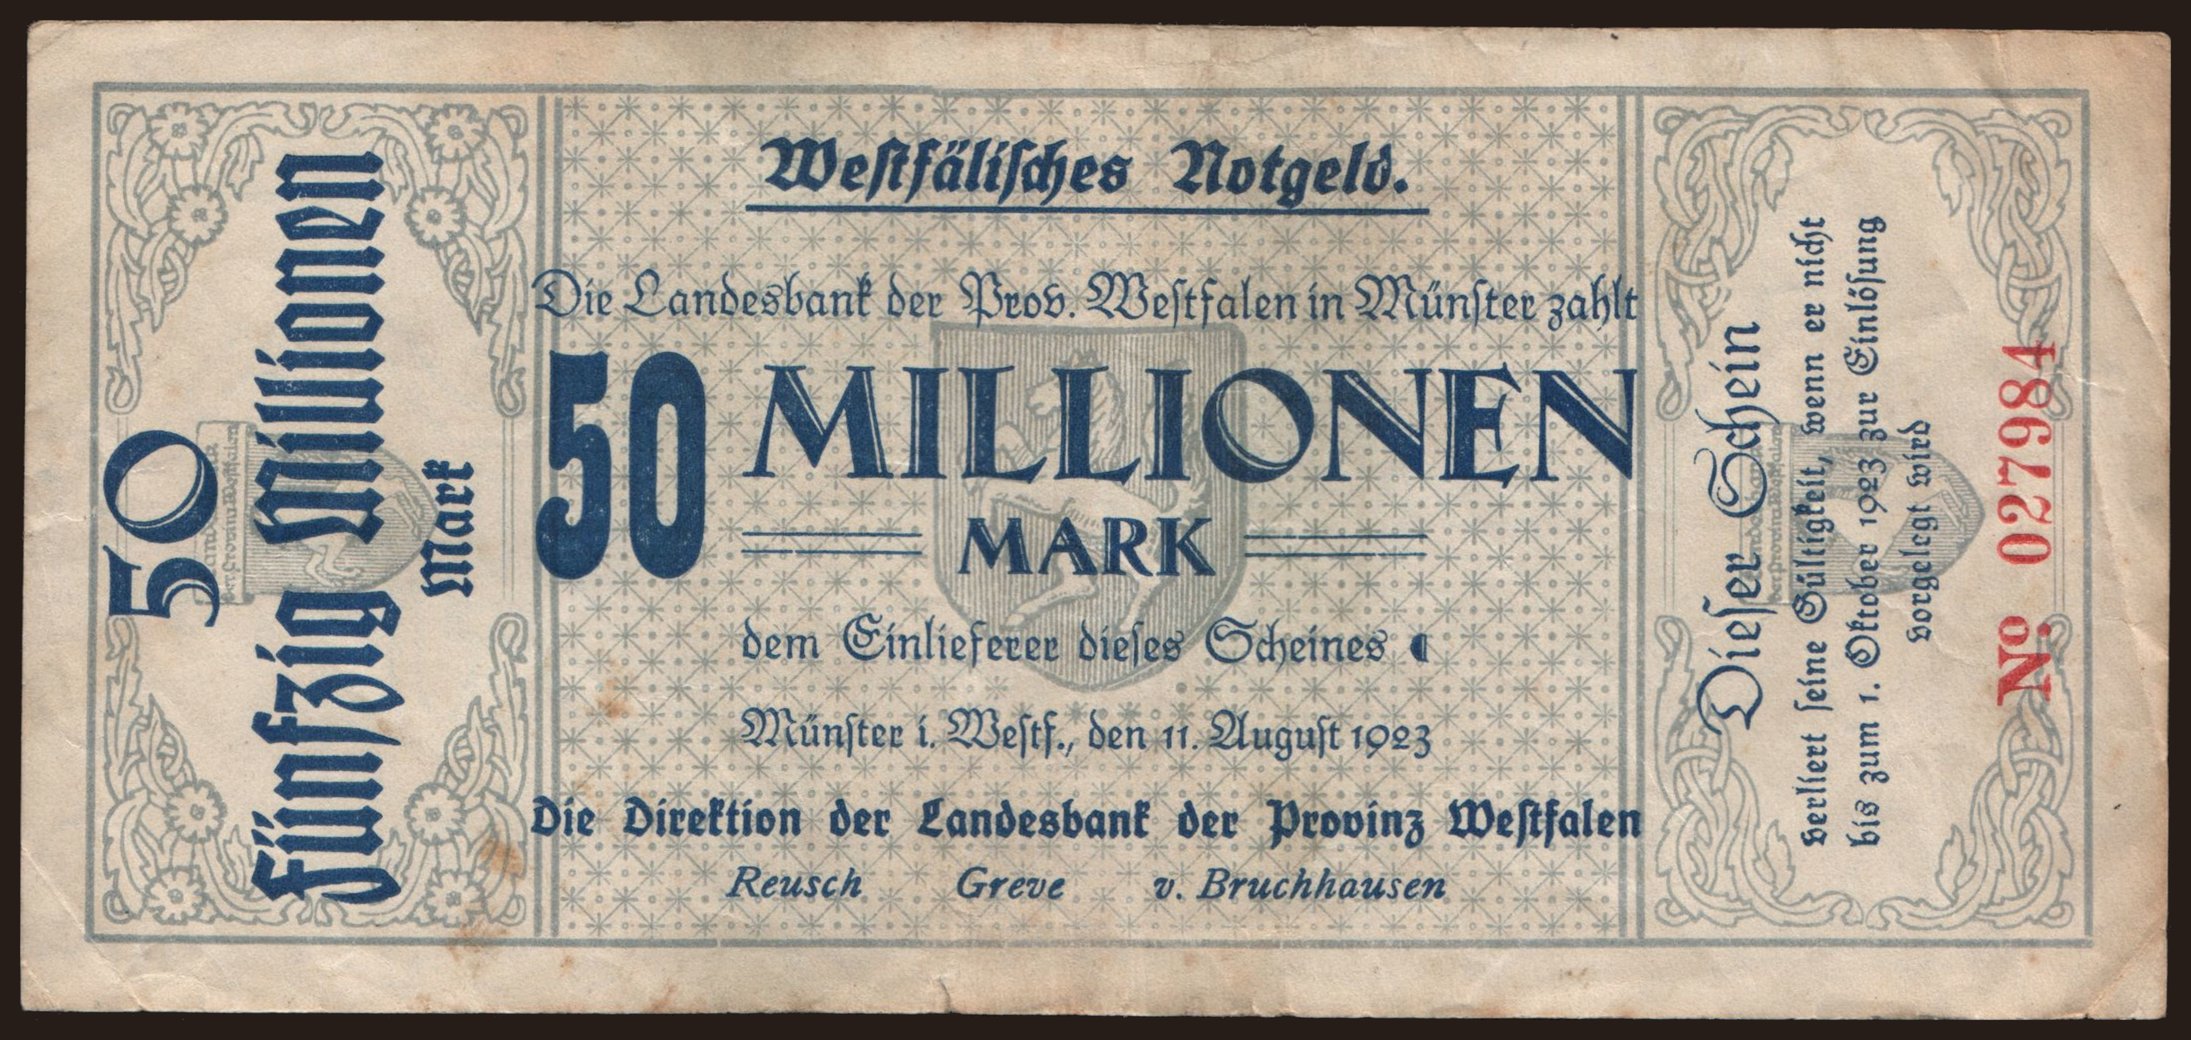 50
Fünfzig Millionen
Mark
Westfälisches Notgeld.
Die Landesbank der Prov. Westfalen in Münster zahlt
50 MILLIONEN
MARK
dem Einlieferer dieses Scheines
Münster i. Westf., den 11. August 1923
Die Direktion der Landesbank der Provinz Westfalen
Reusch Greve v. Bruchhausen
Dieser Schein
verliert seine Gültigkeit, wenn er nicht
bis zum 1. Oktober 1923 zur Einlösung
vorgelegt wird
No. 027984